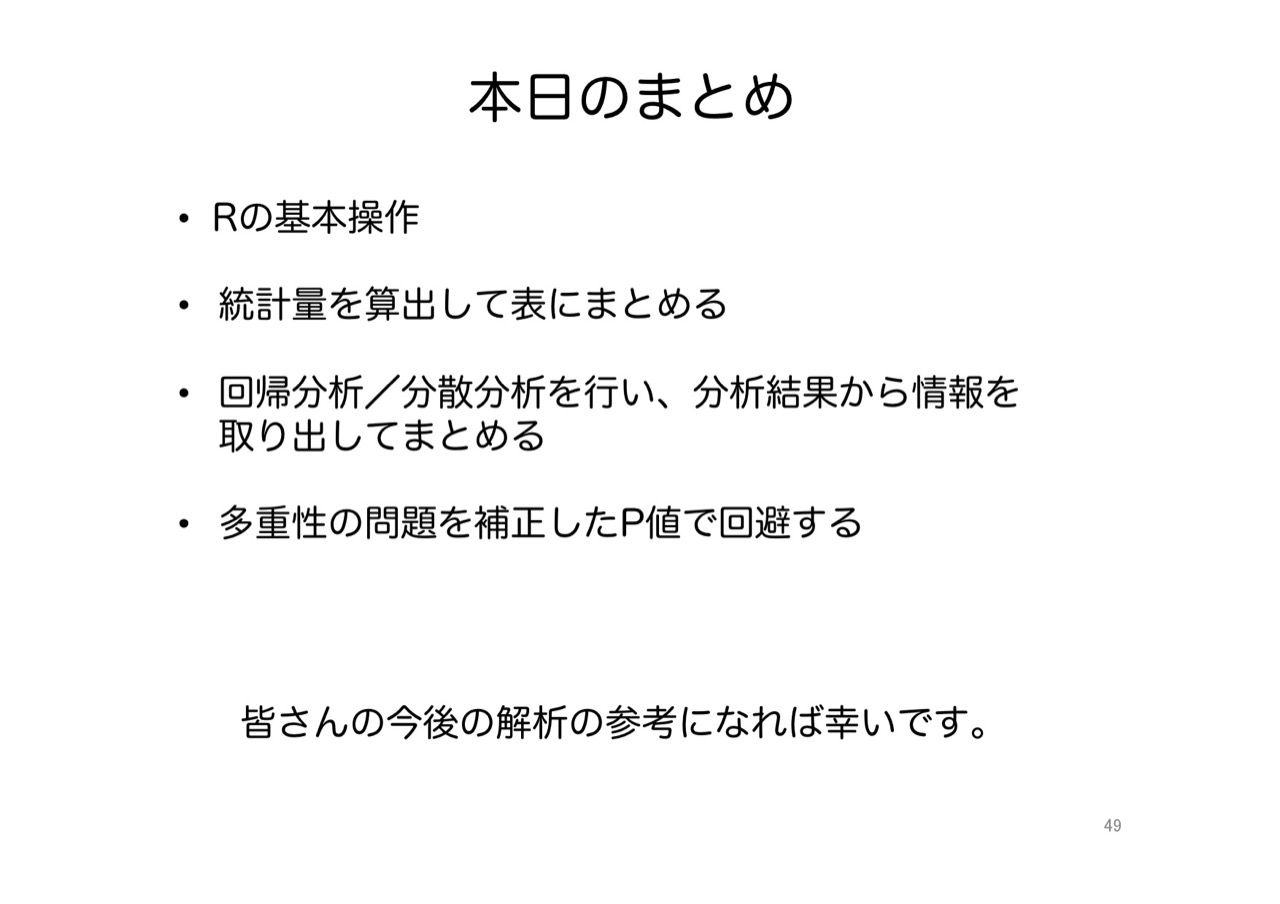 本日のまとめ
• Rの基本操作
• 統計量を算出して表にまとめる
• 回帰分析／分散分析を行い、分析結果から情報を
取り出してまとめる
• 多重性の問題を補正したP値で回避する
皆さんの今後の解析の参考になれば幸いです。
49